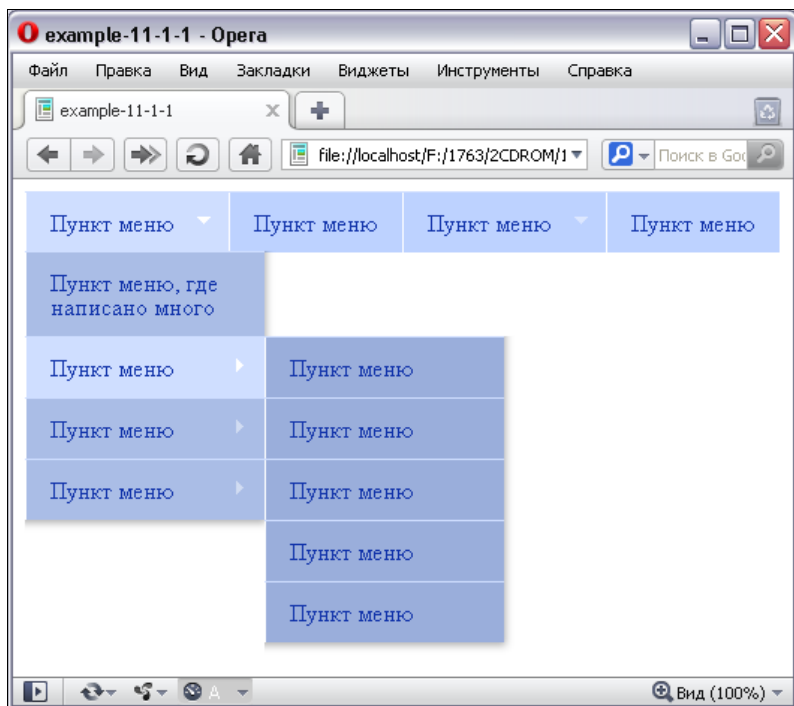 example-11-1-1 - Opera
Файл Правка Вид Закладки Виджеты Инструменты Справка
example-11-1-1
file://localhost/F:/1763/2CDROM/1 Поиск в Goo
Пункт меню Пункт меню Пункт меню Пункт меню
Пункт меню, где
написано много
Пункт меню Пункт меню
Пункт меню Пункт меню
Пункт меню Пункт меню
Пункт меню
Пункт меню
A Вид (100%)